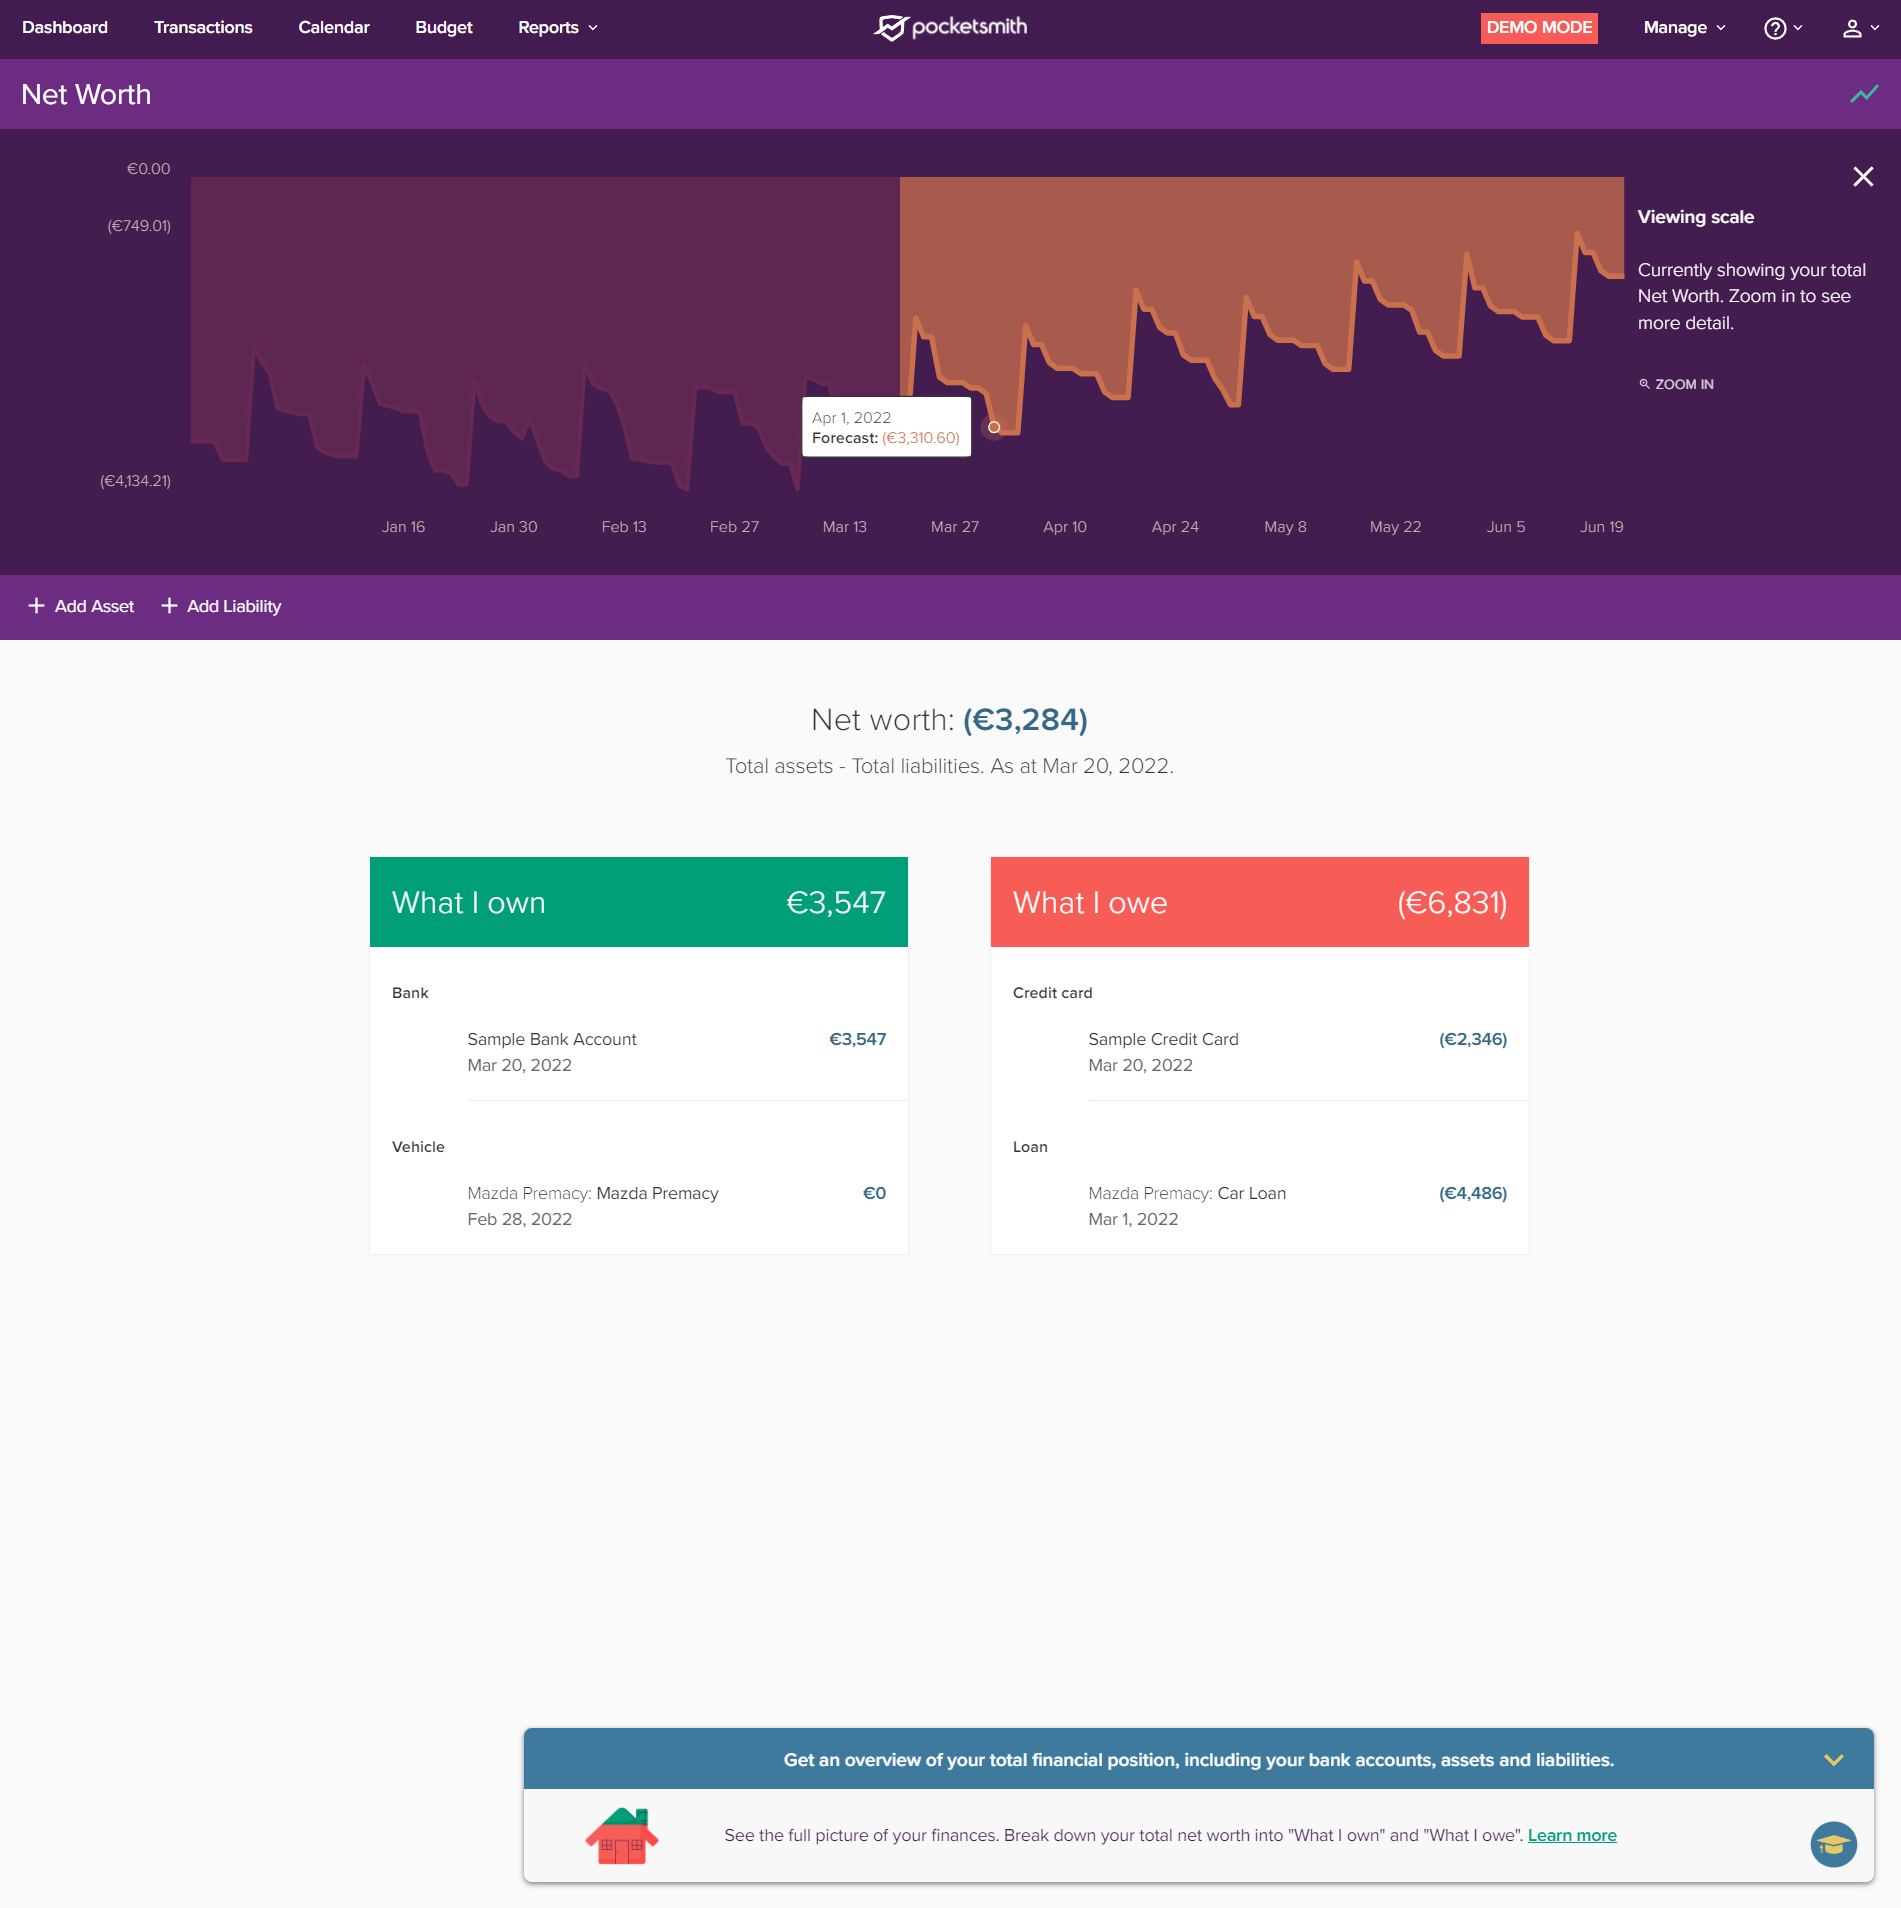 Dashboard Transactions Calendar Budget Reports pocketsmith DEMO MODE Manage
Net Worth
€0.00
(€749.01)
(€4,134.21)
Viewing scale
Currently showing your total
Net Worth. Zoom in to see
more detail.
ZOOM IN
Apr 1, 2022
Forecast: (€3,310.60)
Jan 16 Jan 30 Feb 13 Feb 27 Mar 13 Mar 27 Apr 10 Apr 24 May 8 May 22 Jun 5 Jun 19
+ Add Asset + Add Liability
Net worth: (€3,284)
Total assets - Total liabilities. As at Mar 20, 2022.
What I own €3,547
Bank
Sample Bank Account €3,547
Mar 20, 2022
Vehicle
Mazda Premacy: Mazda Premacy €0
Feb 28, 2022
What I owe (€6,831)
Credit card
Sample Credit Card (€2,346)
Mar 20, 2022
Loan
Mazda Premacy: Car Loan (€4,486)
Mar 1, 2022
Get an overview of your total financial position, including your bank accounts, assets and liabilities.
See the full picture of your finances. Break down your total net worth into "What I own" and "What I owe". Learn more